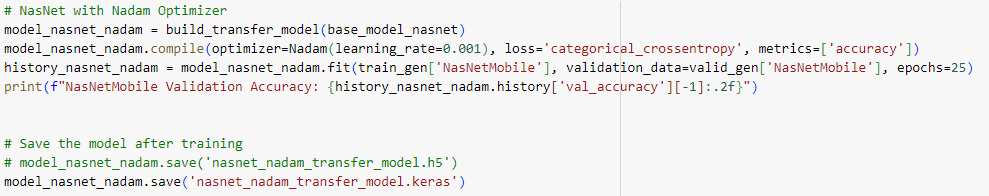 # NasNet with Nadam Optimizer
model_nasnet_nadam = build_transfer_model(base_model_nasnet)
model_nasnet_nadam.compile(optimizer=Nadam(learning_rate=0.001), loss='categorical_crossentropy', metrics=['accuracy'])
history_nasnet_nadam = model_nasnet_nadam.fit(train_gen['NasNetMobile'], validation_data=valid_gen['NasNetMobile'], epochs=25)
print(f"NasNetMobile Validation Accuracy: {history_nasnet_nadam.history['val_accuracy'][-1]:.2f}")
# Save the model after training
# model_nasnet_nadam.save('nasnet_nadam_transfer_model.h5')
model_nasnet_nadam.save('nasnet_nadam_transfer_model.keras')